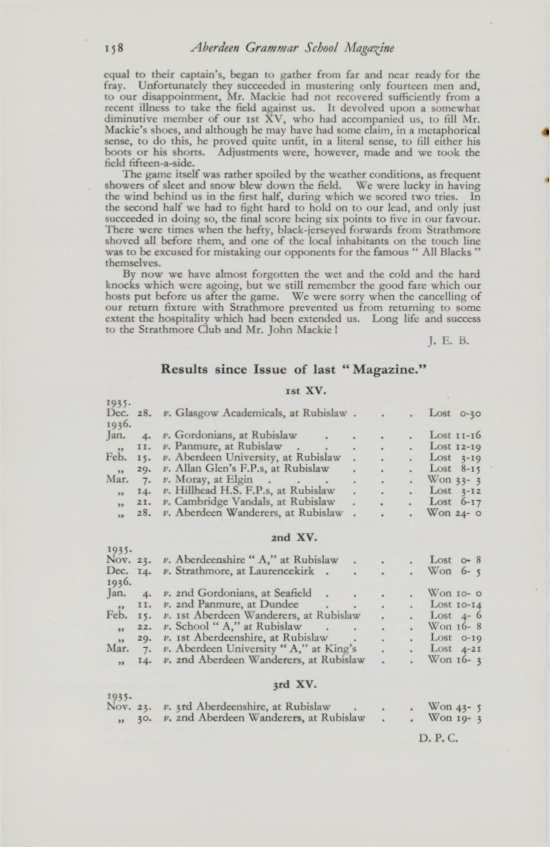 158 Aberdeen Grammar School Magazine
equal to their captain's, began to gather from far and near ready for the
fray. Unfortunately they succeeded in mustering only fourteen men and,
to our disappointment, Mr. Mackie had not recovered sufficiently from a
recent illness to take the field against us. It devolved upon a somewhat
diminutive member of our 1st XV, who had accompanied us, to fill Mr.
Mackie's shoes, and although he may have had some claim, in a metaphorical
sense, to do this, he proved quite unfit, in a literal sense, to fill either his
boots or his shorts. Adjustments were, however, made and we took the
field fifteen-a-side.
The game itself was rather spoiled by the weather conditions, as frequent
showers of sleet and snow blew down the field. We were lucky in having
the wind behind us in the first half, during which we scored two tries. In
the second half we had to fight hard to hold on to our lead, and only just
succeeded in doing so, the final score being six points to five in our favour.
There were times when the hefty, black-jerseyed forwards from Strathmore
shoved all before them, and one of the local inhabitants on the touch line
was to be excused for mistaking our opponents for the famous " All Blacks "
themselves.
By now we have almost forgotten the wet and the cold and the hard
knocks which were agoing, but we still remember the good fare which our
hosts put before us after the game. We were sorry when the cancelling of
our return fixture with Strathmore prevented us from returning to some
extent the hospitality which had been extended us. Long life and success
to the Strathmore Club and Mr. John Mackie !
J. E. B.
Results since Issue of last " Magazine."
1st XV.
1935.
Dec. 28. v. Glasgow Academicals, at Rubislaw . . . Lost 0-30
1936.
Jan. 4. v. Gordonians, at Rubislaw . . . . Lost 11-16
„ 11. v. Panmure, at Rubislaw . . . . . Lost 12-19
Feb. 15. v. Aberdeen University, at Rubislaw . . . Lost 3-19
„ 29. v. Allan Glen's F.P.s, at Rubislaw . . . Lost 8-15
Mar. 7. v. Moray, at Elgin . . . . . . Won 33- 3
„ 14. v. Hillhead H.S. F.P.s, at Rubislaw . . . Lost 3-12
„ 21. v. Cambridge Vandals, at Rubislaw . . . Lost 6-17
„ 28. v. Aberdeen Wanderers, at Rubislaw . . . Won 24- 0
2nd XV.
1935.
Nov. 23. v. Aberdeenshire " A," at Rubislaw . . . Lost 0- 8
Dec. 14. v. Strathmore, at Laurencekirk . . . . Won 6- 5
1936.
Jan. 4. v. 2nd Gordonians, at Seafield . . . . Won 10- 0
„ 11. v. 2nd Panmure, at Dundee . . . . Lost 10-14
Feb. 15. v. 1st Aberdeen Wanderers, at Rubislaw . . Lost 4- 6
„ 22. v. School " A," at Rubislaw . . . . Won 16- 8
„ 29. v. 1st Aberdeenshire, at Rubislaw . . . Lost 0-19
Mar. 7. v. Aberdeen University " A," at King's . . Lost 4-21
„ 14. v. 2nd Aberdeen Wanderers, at Rubislaw . . Won 16- 3
3rd XV.
1935.
Nov. 23. v. 3rd Aberdeenshire, at Rubislaw . . . Won 43- 5
„ 30. v. 2nd Aberdeen Wanderers, at Rubislaw . . Won 19- 3
D. P. C.